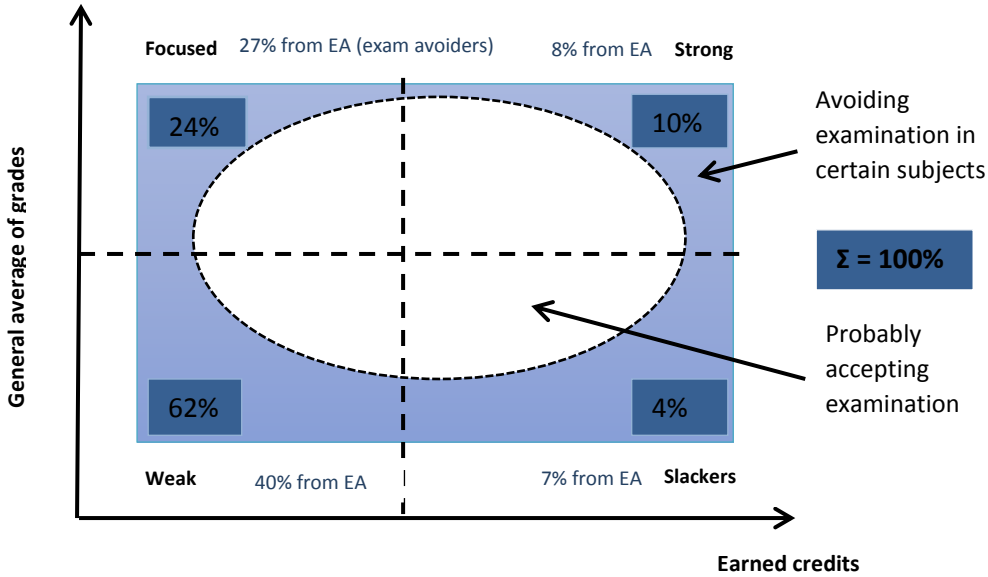 Focused 27% from EA (exam avoiders) 8% from EA Strong
24% 10%
Avoiding
examination in
certain subjects
General average of grades
Σ = 100%
Probably
accepting
examination
62% 4%
Weak 40% from EA 7% from EA Slackers
Earned credits